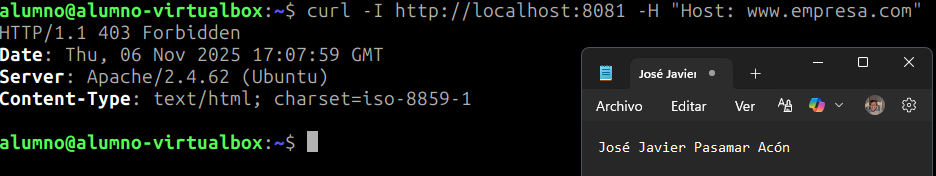 alumno@alumno-virtualbox:~$ curl -I http://localhost:8081 -H "Host: www.empresa.com"
HTTP/1.1 403 Forbidden
Date: Thu, 06 Nov 2025 17:07:59 GMT
Server: Apache/2.4.62 (Ubuntu)
Content-Type: text/html; charset=iso-8859-1
alumno@alumno-virtualbox:~$
José Javier
Archivo Editar Ver
José Javier Pasamar Acón